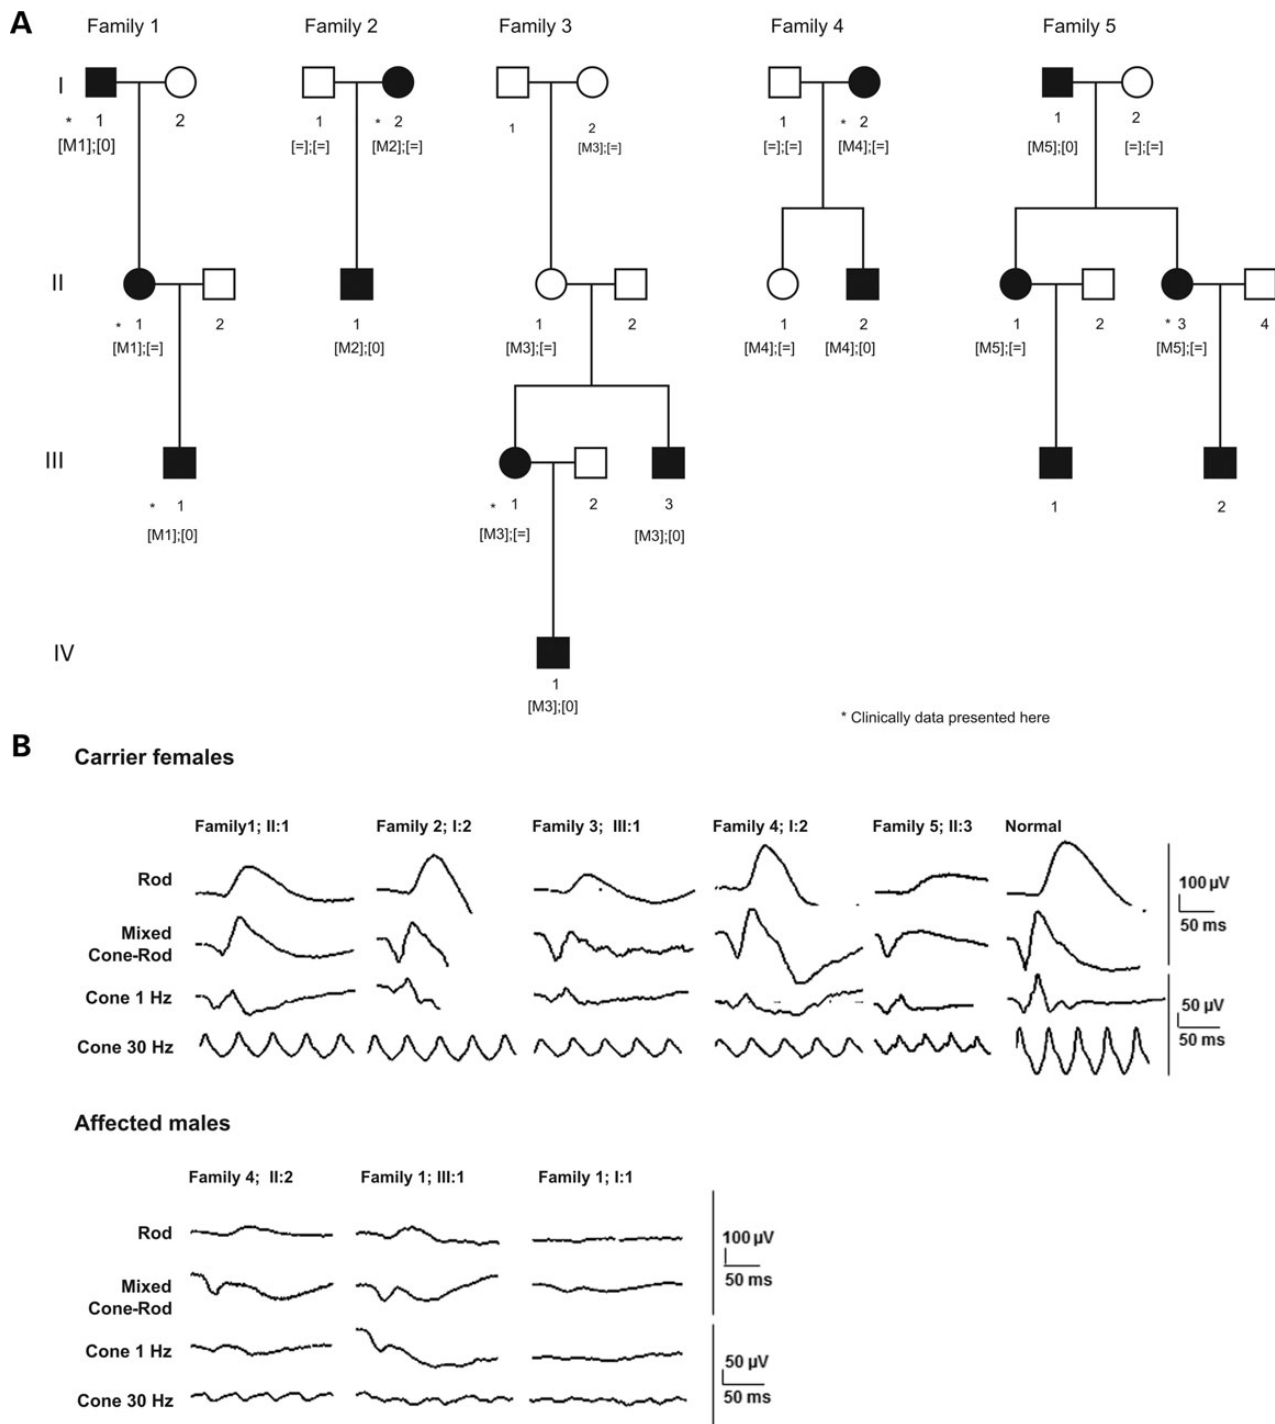 A
Family 1 Family 2 Family 3 Family 4 Family 5
I
* 1 2 1 * 2 1 2 1 * 2 1 2
[M1];[0] [=];[=] [M2];[=] [M3];[=] [=];[=] [M4];[=] [M5];[0] [=];[=]
II
* 1 2 1 1 2 1 2 1 2 * 3 4
[M1];[=] [M2];[0] [M3];[=] [M4];[=] [M4];[0] [M5];[=] [M5];[=]
III
* 1 * 1 2 3 1 2
[M1];[0] [M3];[=] [M3];[0]
IV
1
[M3];[0]
* Clinically data presented here
B
Carrier females
Family1; II:1 Family 2; I:2 Family 3; III:1 Family 4; I:2 Family 5; II:3 Normal
Rod
100 µV
50 ms
Mixed
Cone-Rod
Cone 1 Hz
50 µV
50 ms
Cone 30 Hz
Affected males
Family 4; II:2 Family 1; III:1 Family 1; I:1
Rod
100 µV
50 ms
Mixed
Cone-Rod
Cone 1 Hz
50 µV
50 ms
Cone 30 Hz